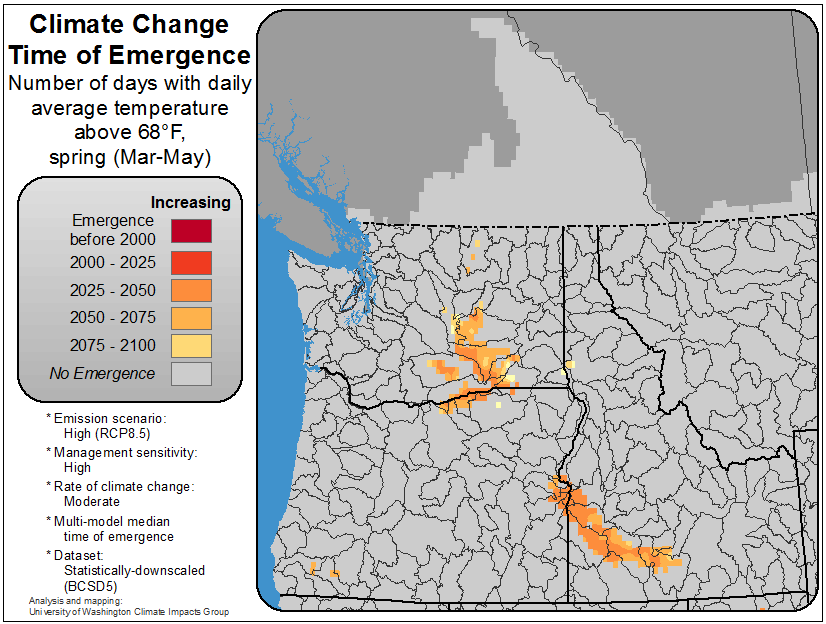 Climate Change
Time of Emergence
Number of days with daily
average temperature
above 68°F,
spring (Mar-May)
Increasing
Emergence
before 2000
2000 - 2025
2025 - 2050
2050 - 2075
2075 - 2100
No Emergence
* Emission scenario:
High (RCP8.5)
* Management sensitivity:
High
* Rate of climate change:
Moderate
* Multi-model median
time of emergence
* Dataset:
Statistically-downscaled
(BCSD5)
Analysis and mapping:
University of Washington Climate Impacts Group